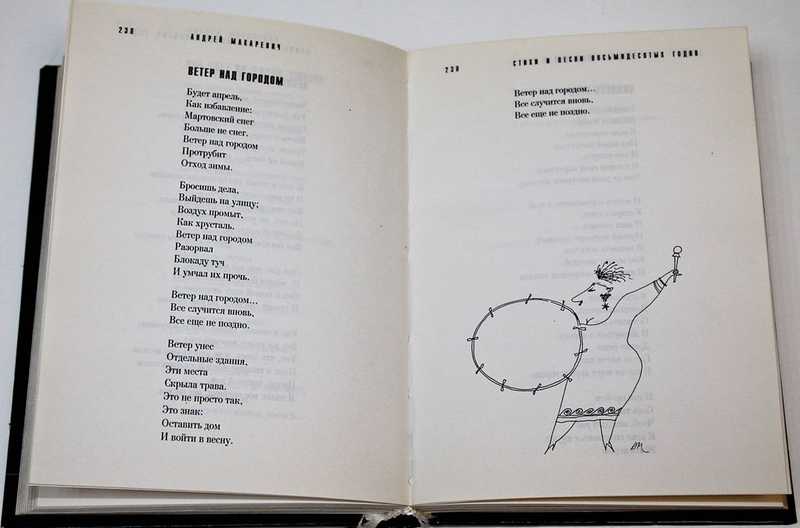 238
АНДРЕЙ МАКАРЕВИЧ
ВЕТЕР НАД ГОРОДОМ
Будет апрель,
Как избавление:
Мартовский снег
Больше не снег.
Ветер над городом
Протрубит
Отход зимы.
Бросишь дела,
Выйдешь на улицу;
Воздух промыт,
Как хрусталь.
Ветер над городом
Разорвал
Блокаду туч
И умчал их прочь.
Ветер над городом...
Все случится вновь,
Все еще не поздно.
Ветер унес
Отдельные здания,
Эти места
Скрыла трава.
Это не просто так,
Это знак:
Оставить дом
И войти в весну.
239
СТИХИ И ПЕСНИ ВОСЬМИДЕСЯТЫХ ГОДОВ
Ветер над городом...
Все случится вновь,
Все еще не поздно.
АМ